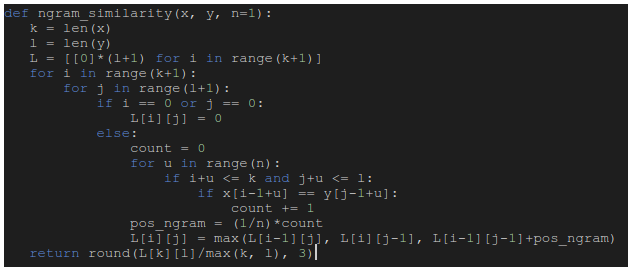 def ngram_similarity(x, y, n=1):
    k = len(x)
    l = len(y)
    L = [[0]*(l+1) for i in range(k+1)]
    for i in range(k+1):
        for j in range(l+1):
            if i == 0 or j == 0:
                L[i][j] = 0
            else:
                count = 0
                for u in range(n):
                    if i+u <= k and j+u <= l:
                        if x[i-1+u] == y[j-1+u]:
                            count += 1
                pos_ngram = (1/n)*count
                L[i][j] = max(L[i-1][j], L[i][j-1], L[i-1][j-1]+pos_ngram)
    return round(L[k][l]/max(k, l), 3)